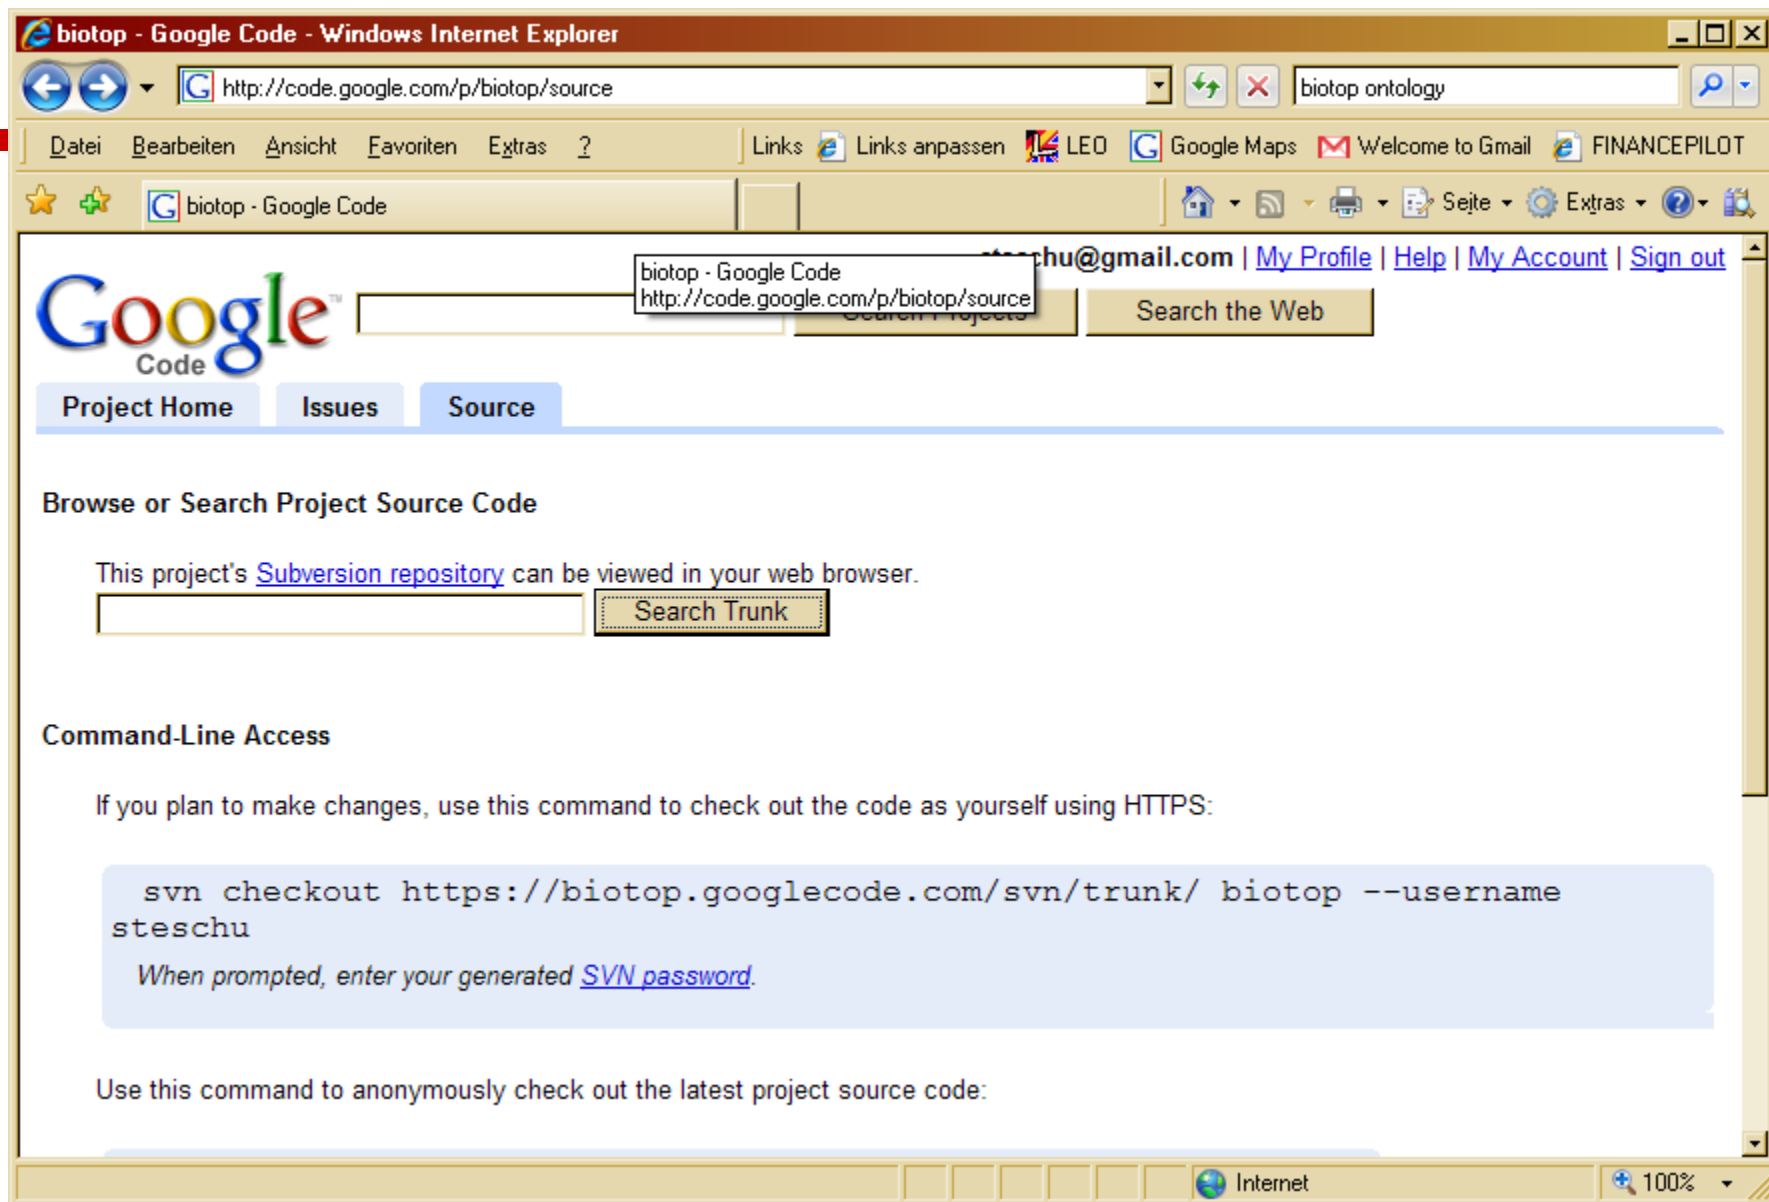 biotop - Google Code - Windows Internet Explorer
http://code.google.com/p/biotop/source
biotop ontology
Datei Bearbeiten Ansicht Favoriten Extras ? Links Links anpassen LEO Google Maps Welcome to Gmail FINANCEPILOT
biotop - Google Code Seite Extras
chu@gmail.com | My Profile | Help | My Account | Sign out
biotop - Google Code
http://code.google.com/p/biotop/source
Google™ Search Projects Search the Web
Code
Project Home Issues Source
Browse or Search Project Source Code
This project's Subversion repository can be viewed in your web browser.
Search Trunk
Command-Line Access
If you plan to make changes, use this command to check out the code as yourself using HTTPS:
svn checkout https://biotop.googlecode.com/svn/trunk/ biotop --username
steschu
When prompted, enter your generated SVN password.
Use this command to anonymously check out the latest project source code:
Internet 100%